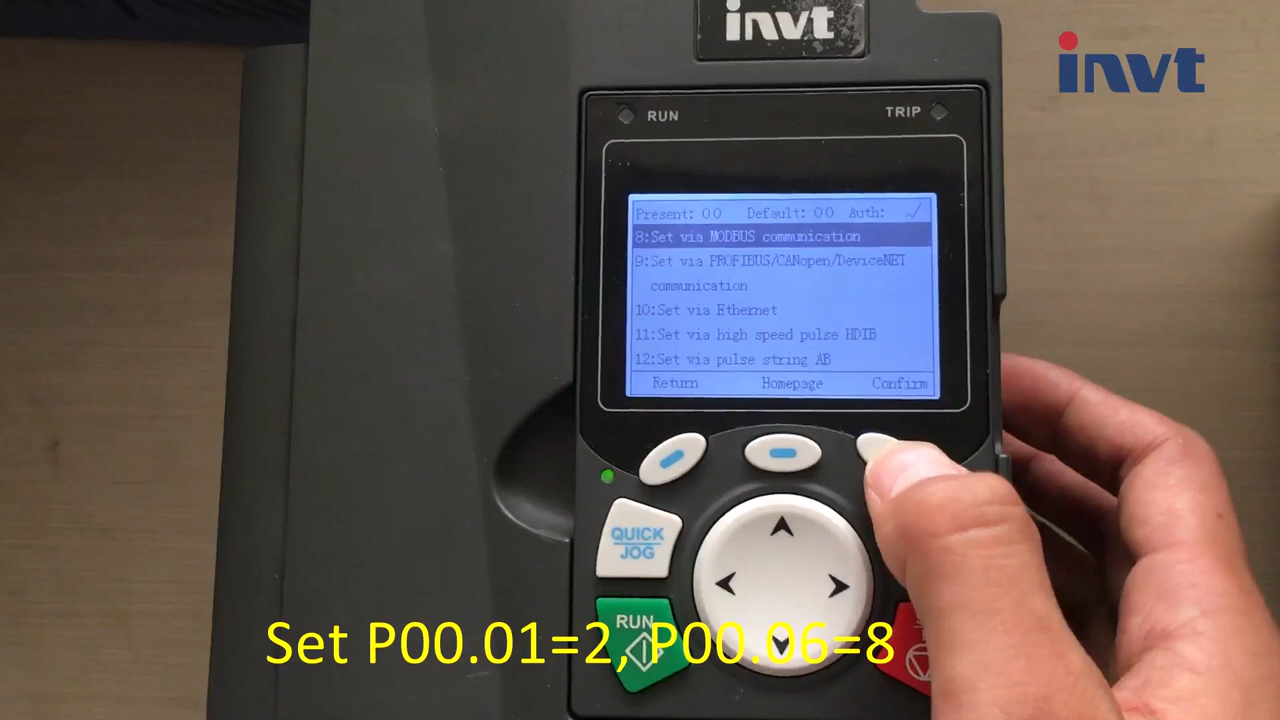 invt
invt
RUN
TRIP
Present: 00 Default: 00 Auth: ✓
8:Set via MODBUS communication
9:Set via PROFIBUS/CANopen/DeviceNET
communication
10:Set via Ethernet
11:Set via high speed pulse HDIB
12:Set via pulse string AB
Return Homepage Confirm
QUICK
JOG
RUN
Set P00.01=2, P00.06=8